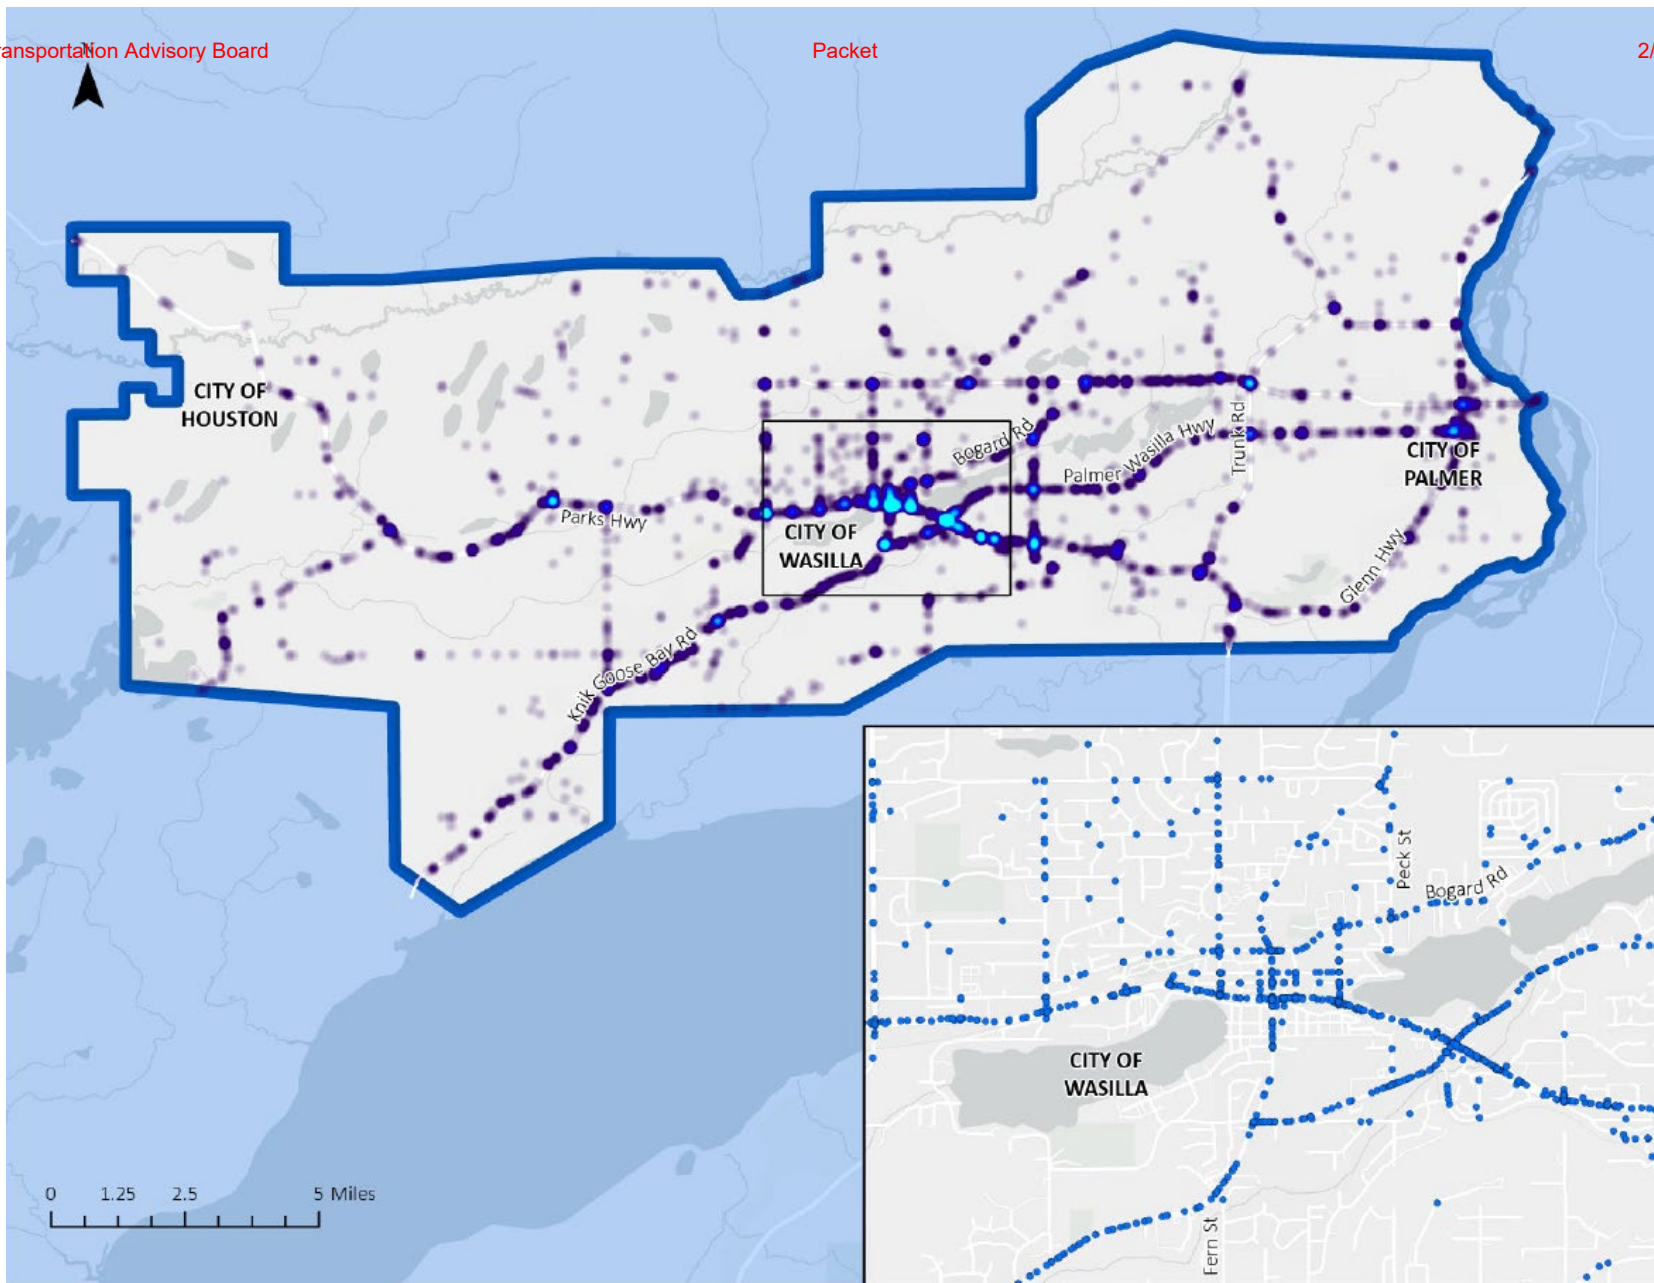 ransportation Advisory Board
Packet
2/
N
CITY OF
HOUSTON
Bogard Rd
Palmer Wasilla Hwy
Trunk Rd
CITY OF
PALMER
Parks Hwy
CITY OF
WASILLA
Glenn Hwy
Knik Goose Bay Rd
Peck St
Bogard Rd
CITY OF
WASILLA
Fern St
0 1.25 2.5 5 Miles